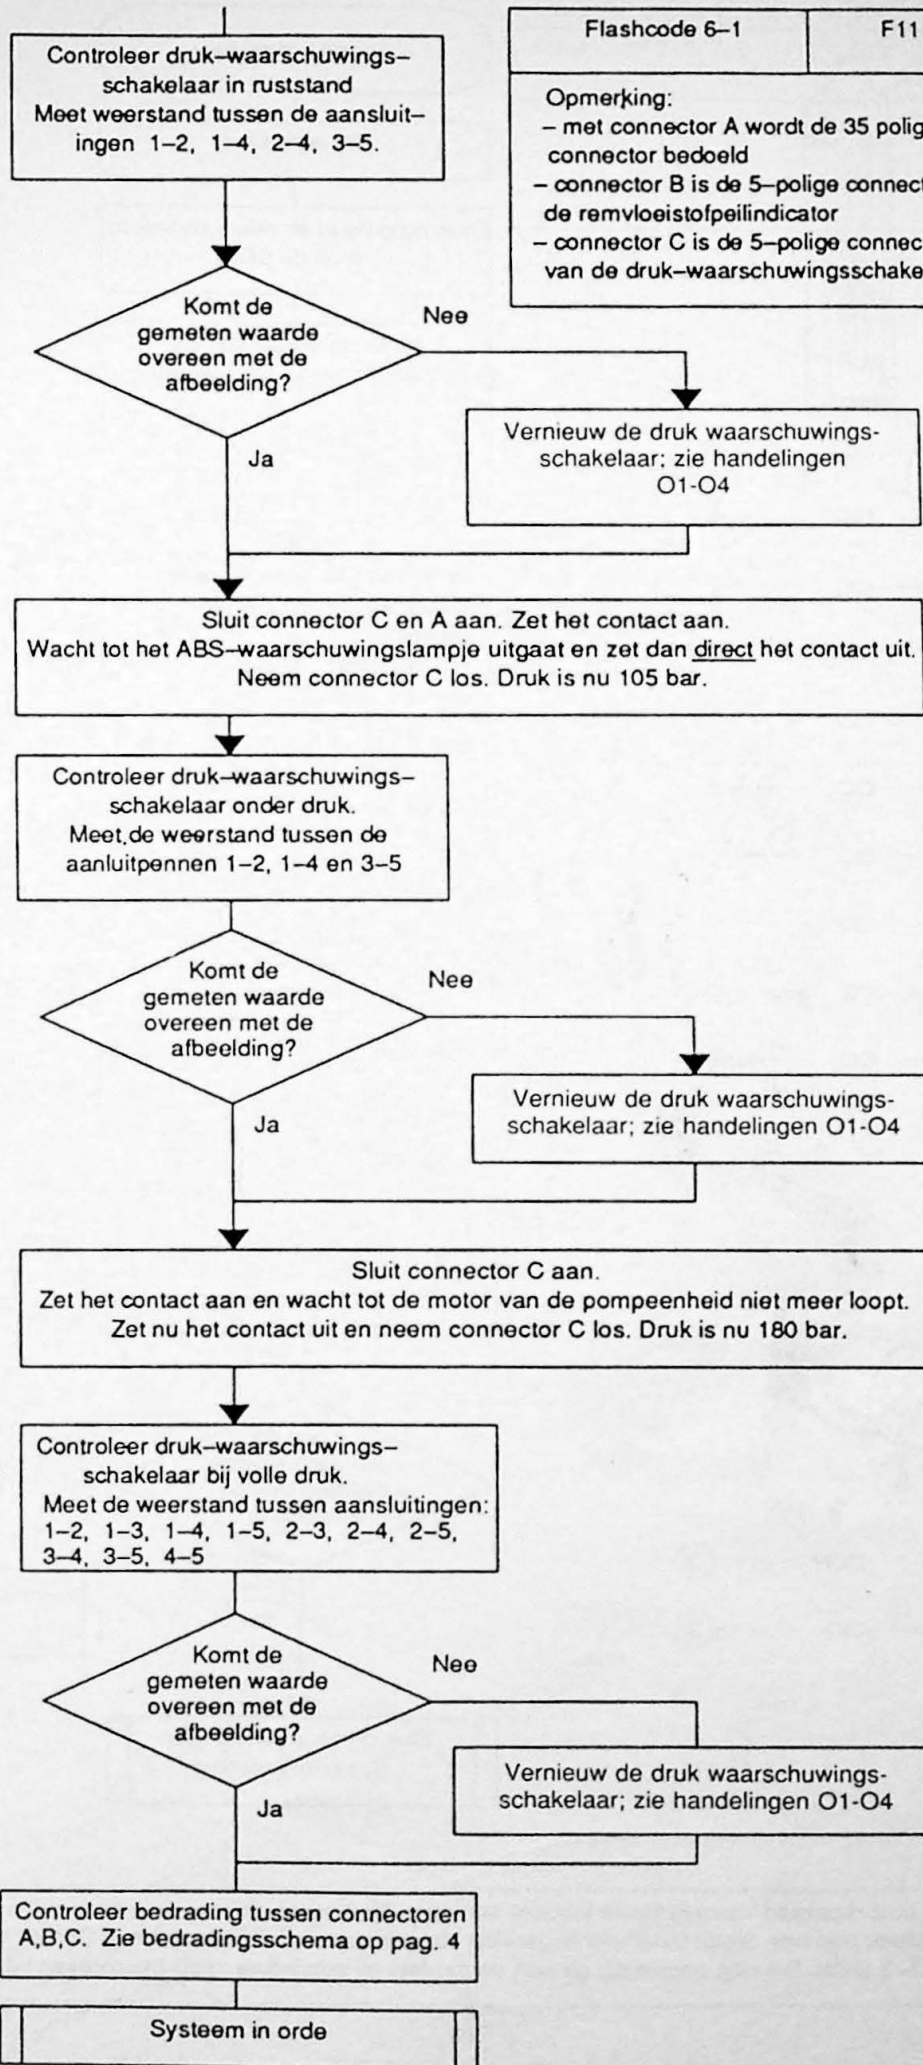 Controleer druk–waarschuwings–
schakelaar in ruststand
Meet weerstand tussen de aansluit–
ingen 1–2, 1–4, 2–4, 3–5.
Flashcode 6–1
F11
Opmerking:
– met connector A wordt de 35
connector bedoeld
– connector B is de 5–polige
de remvloeistofpeilindicator
– connector C is de 5–polige
van de
Komt de
gemeten waarde
overeen met de
afbeelding?
Nee
Ja
Vernieuw de druk waarschuwings-
schakelaar; zie handelingen
O1-O4
Sluit connector C en A aan. Zet het contact aan.
Wacht tot het ABS–waarschuwingslampje uitgaat en zet dan direct het contact uit.
Neem connector C los. Druk is nu 105 bar.
Controleer druk–waarschuwings–
schakelaar onder druk.
Meet de weerstand tussen de
aanluitpennen 1–2, 1–4 en 3–5
Komt de
gemeten waarde
overeen met de
afbeelding?
Nee
Ja
Vernieuw de druk waarschuwings-
schakelaar; zie handelingen O1-O4
Sluit connector C aan.
Zet het contact aan en wacht tot de motor van de pompeenheid niet meer loopt.
Zet nu het contact uit en neem connector C los. Druk is nu 180 bar.
Controleer druk–waarschuwings–
schakelaar bij volle druk.
Meet de weerstand tussen aansluitingen:
1–2, 1–3, 1–4, 1–5, 2–3, 2–4, 2–5,
3–4, 3–5, 4–5
Komt de
gemeten waarde
overeen met de
afbeelding?
Nee
Ja
Vernieuw de druk waarschuwings-
schakelaar; zie handelingen O1-O4
Controleer bedrading tussen connectoren
A,B,C. Zie bedradingsschema op pag. 4
Systeem in orde